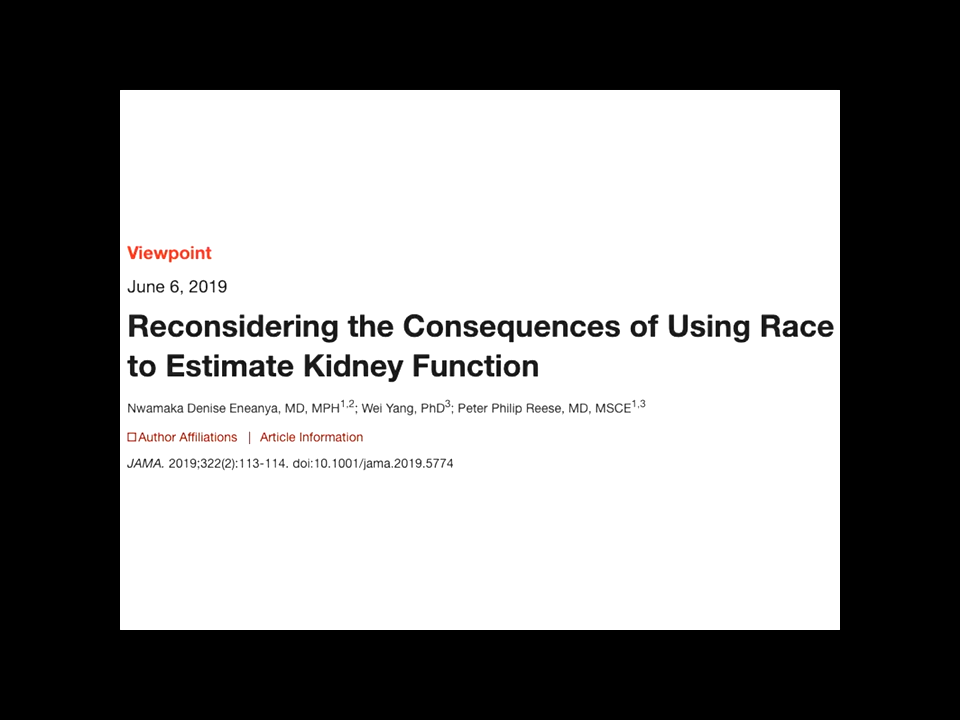 Viewpoint
June 6, 2019
Reconsidering the Consequences of Using Race
to Estimate Kidney Function
Nwamaka Denise Eneanya, MD, MPH1,2; Wei Yang, PhD3; Peter Philip Reese, MD, MSCE1,3
Author Affiliations | Article Information
JAMA. 2019;322(2):113-114. doi:10.1001/jama.2019.5774